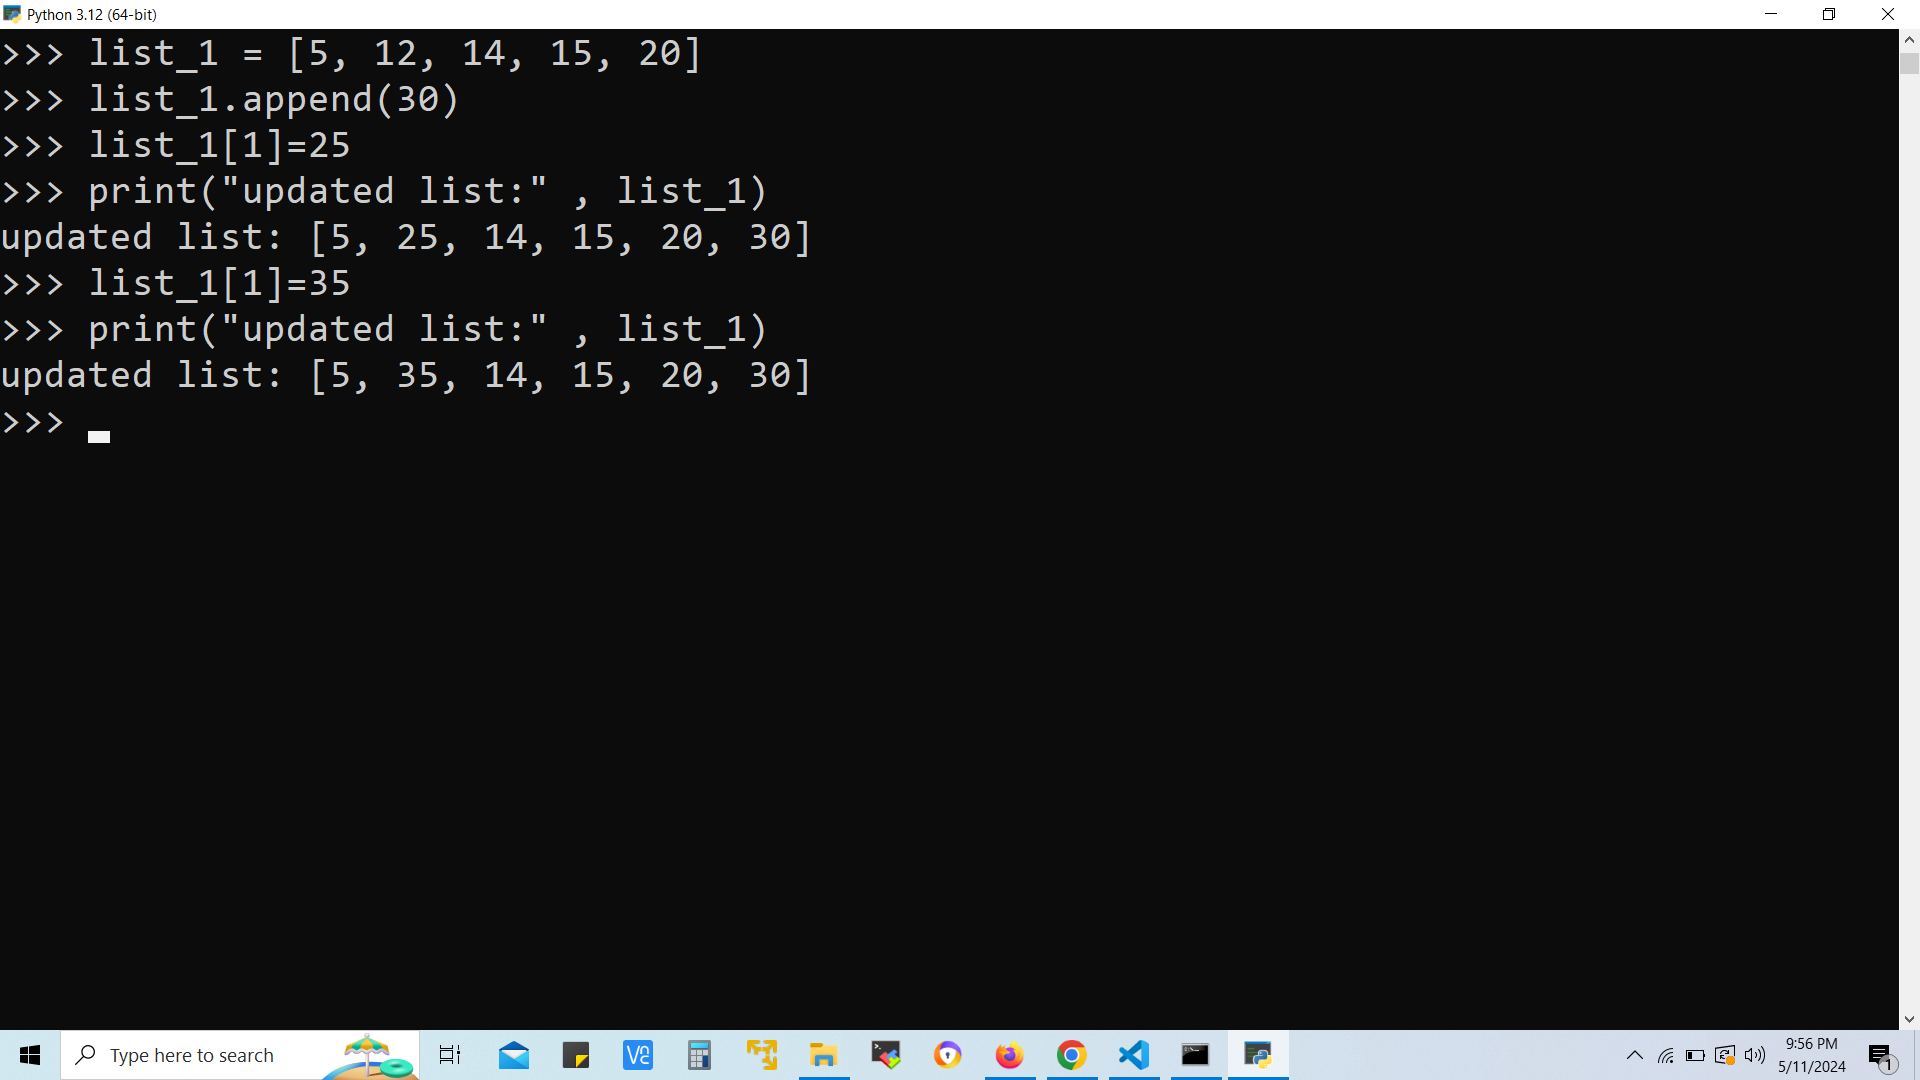 Python 3.12 (64-bit)
>>> list_1 = [5, 12, 14, 15, 20]
>>> list_1.append(30)
>>> list_1[1]=25
>>> print("updated list:" , list_1)
updated list: [5, 25, 14, 15, 20, 30]
>>> list_1[1]=35
>>> print("updated list:" , list_1)
updated list: [5, 35, 14, 15, 20, 30]
>>>
Type here to search
9:56 PM
5/11/2024
1